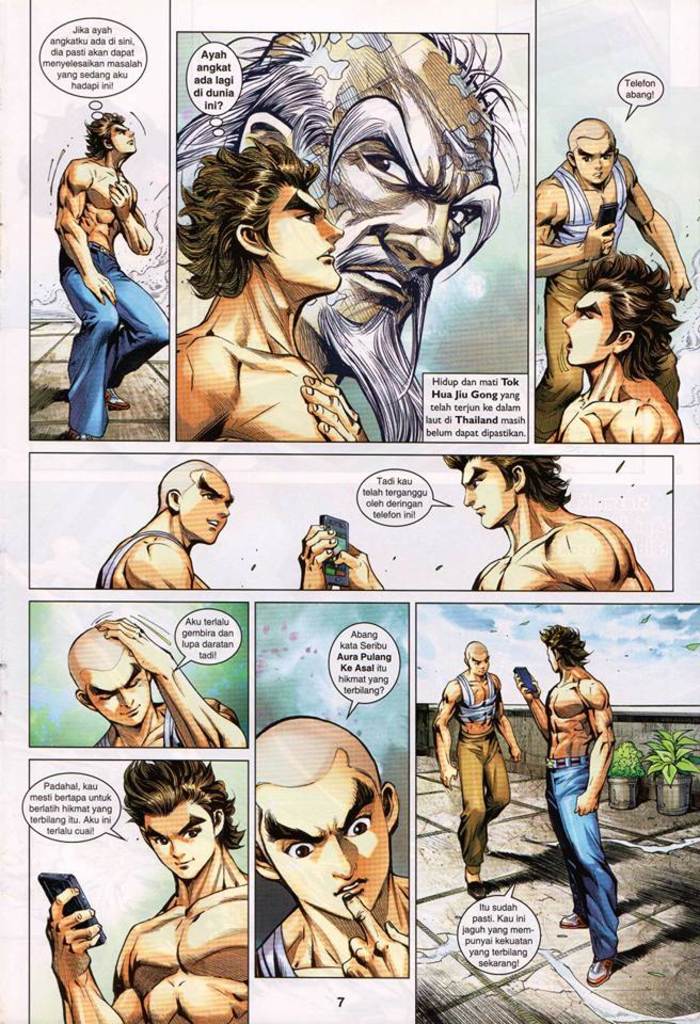 Jika ayah
angkatku ada di sini,
dia pasti akan dapat
menyelesaikan masalah
yang sedang aku
hadapi ini!
Ayah
angkat
ada lagi
di dunia
ini?
Hidup dan mati Tok
Hua Jiu Gong yang
telah terjun ke dalam
laut di Thailand masih
belum dapat dipastikan.
Telefon
abang!
Tadi kau
telah terganggu
oleh deringan
telefon ini!
Aku terlalu
gembira dan
lupa daratan
tadi!
Padahal, kau
mesti bertapa untuk
berlatih hikmat yang
terbilang itu. Aku ini
terlalu cuai!
Abang
kata Seribu
Aura Pulang
Ke Asal itu
hikmat yang
terbilang?
Itu sudah
pasti. Kau ini
jaguh yang mem-
punyai kekuatan
yang terbilang
sekarang!
7